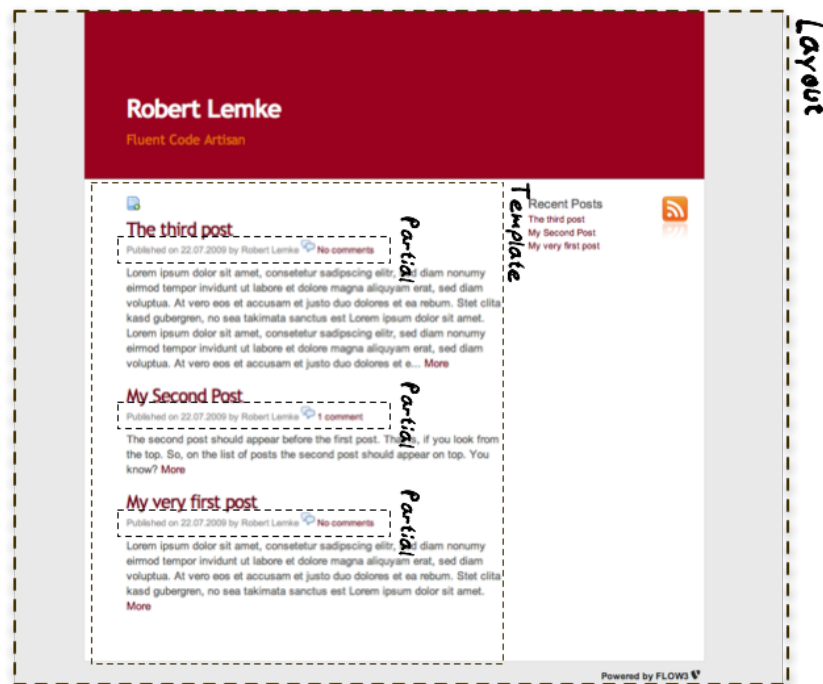 Layout
Robert Lemke
Fluent Code Artisan
Template
The third post
Partial
Published on 22.07.2009 by Robert Lemke No comments
Lorem ipsum dolor sit amet, consetetur sadipscing elitr, sed diam nonumy
eirmod tempor invidunt ut labore et dolore magna aliquyam erat, sed diam
voluptua. At vero eos et accusam et justo duo dolores et ea rebum. Stet clita
kasd gubergren, no sea takimata sanctus est Lorem ipsum dolor sit amet.
Lorem ipsum dolor sit amet, consetetur sadipscing elitr, sed diam nonumy
eirmod tempor invidunt ut labore et dolore magna aliquyam erat, sed diam
voluptua. At vero eos et accusam et justo duo dolores et e... More
My Second Post
Partial
Published on 22.07.2009 by Robert Lemke 1 comment
The second post should appear before the first post. That is, if you look from
the top. So, on the list of posts the second post should appear on top. You
know? More
My very first post
Partial
Published on 22.07.2009 by Robert Lemke No comments
Lorem ipsum dolor sit amet, consetetur sadipscing elitr, sed diam nonumy
eirmod tempor invidunt ut labore et dolore magna aliquyam erat, sed diam
voluptua. At vero eos et accusam et justo duo dolores et ea rebum. Stet clita
kasd gubergren, no sea takimata sanctus est Lorem ipsum dolor sit amet.
More
Recent Posts
The third post
My Second Post
My very first post
Powered by FLOW3